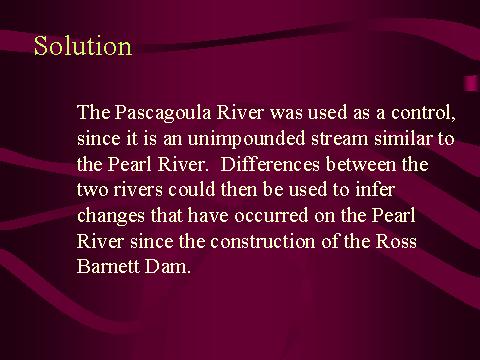 Solution
The Pascagoula River was used as a control,
since it is an unimpounded stream similar to
the Pearl River.  Differences between the
two rivers could then be used to infer
changes that have occurred on the Pearl
River since the construction of the Ross
Barnett Dam.